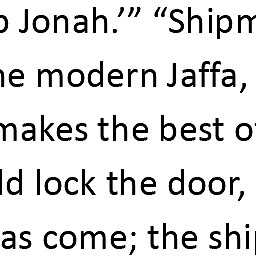 p Jonah.’” “Shipm
he modern Jaffa,
makes the best o
ld lock the door,
as come; the ship